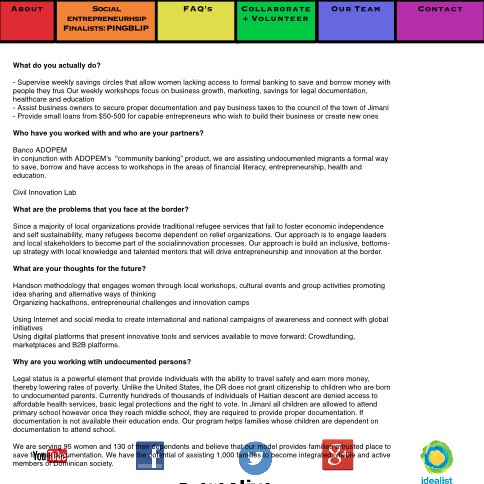 About
Social
entrepreneurhsip
Finalists: PINGBLIP
FAQ's
Collaborate
+ Volunteer
Our Team
Contact
What do you actually do?
- Supervise weekly savings circles that allow women lacking access to formal banking to save and borrow money with
people they trus Our weekly workshops focus on business growth, marketing, savings for legal documentation,
healthcare and education
- Assist business owners to secure proper documentation and pay business taxes to the council of the town of Jimani
- Provide small loans from $50-500 for capable entrepreneurs who wish to build their business or create new ones
Who have you worked with and who are your partners?
Banco ADOPEM
In conjunction with ADOPEM's "community banking" product, we are assisting undocumented migrants a formal way
to save, borrow and have access to workshops in the areas of financial literacy, entrepreneurship, health and
education.
Civil Innovation Lab
What are the problems that you face at the border?
Since a majority of local organizations provide traditional refugee services that fail to foster economic independence
and self sustainability, many refugees become dependent on relief organizations. Our approach is to engage leaders
and local stakeholders to become part of the socialinnovation processes. Our approach is build an inclusive, bottoms-
up strategy with local knowledge and talented mentors that will drive entrepreneurship and innovation at the border.
What are your thoughts for the future?
Handson methodology that engages women through local workshops, cultural events and group activities promoting
idea sharing and alternative ways of thinking
Organizing hackathons, entrepreneurial challenges and innovation camps
Using Internet and social media to create international and national campaigns of awareness and connect with global
initiatives
Using digital platforms that present innovative tools and services available to move forward: Crowdfunding,
marketplaces and B2B platforms.
Why are you working wtih undocumented persons?
Legal status is a powerful element that provide individuals with the ability to travel safely and earn more money,
thereby lowering rates of poverty. Unlike the United States, the DR does not grant citizenship to children who are born
to undocumented parents. Currently hundreds of thousands of individuals of Haitian descent are denied access to
affordable health services, basic legal protections and the right to vote. In Jimani all children are allowed to attend
primary school however once they reach middle school, they are required to provide proper documentation. If
documentation is not available their education ends. Our program helps families whose children are dependent on
documentation to attend school.
We are serving 95 women and 130 of their dependents and believe that our model provides families trusted place to
save for documentation. We have the potential of assisting 1,000 families to become integrated, and active
members of Dominican society.
YouTube
idealist